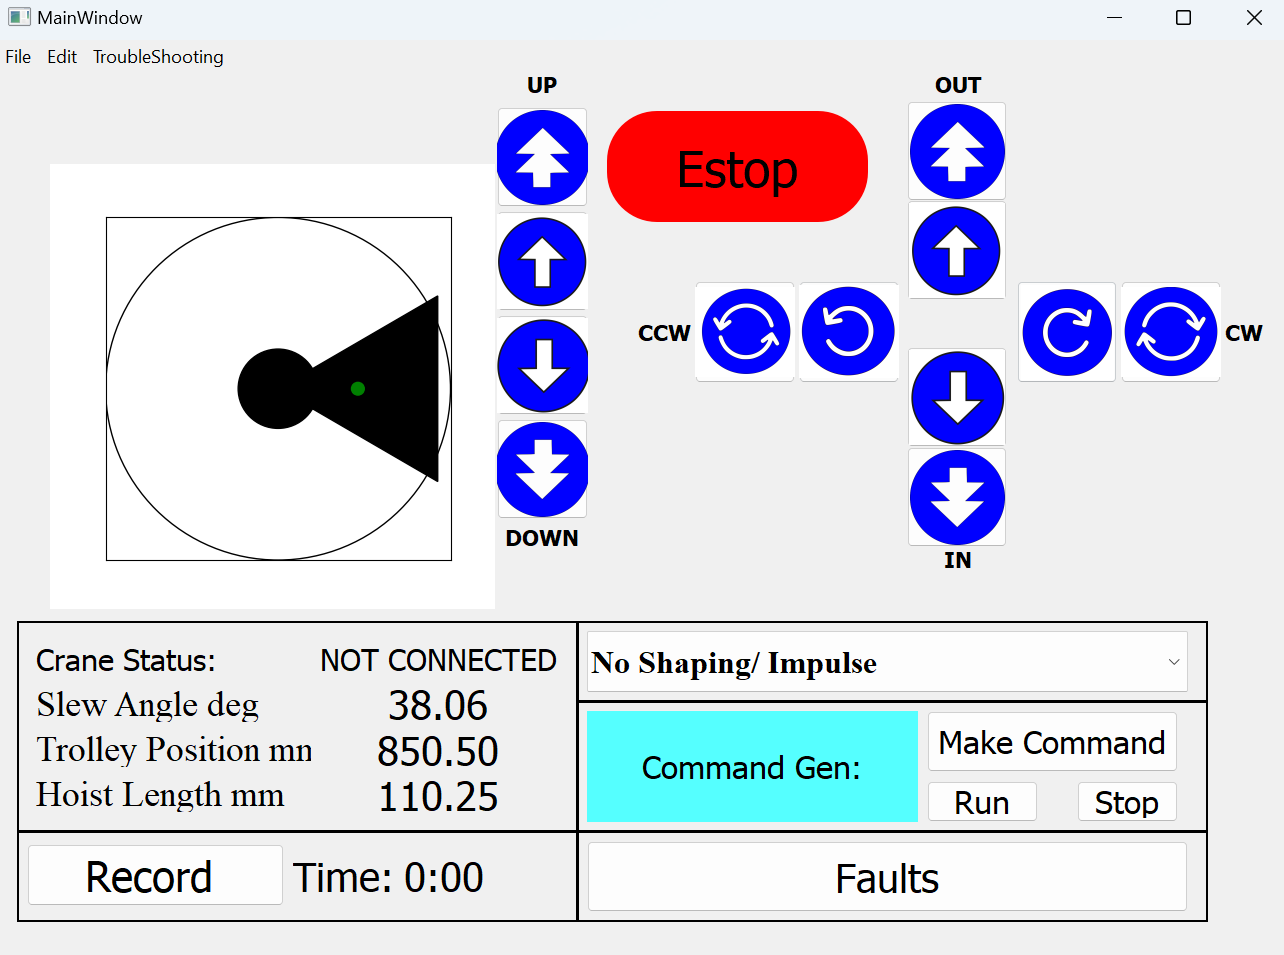 MainWindow
File Edit TroubleShooting
UP
OUT
Estop
CCW
CW
DOWN
IN
Crane Status: NOT CONNECTED
Slew Angle deg 38.06
Trolley Position mn 850.50
Hoist Length mm 110.25
No Shaping/ Impulse
Command Gen:
Make Command
Run Stop
Record Time: 0:00
Faults